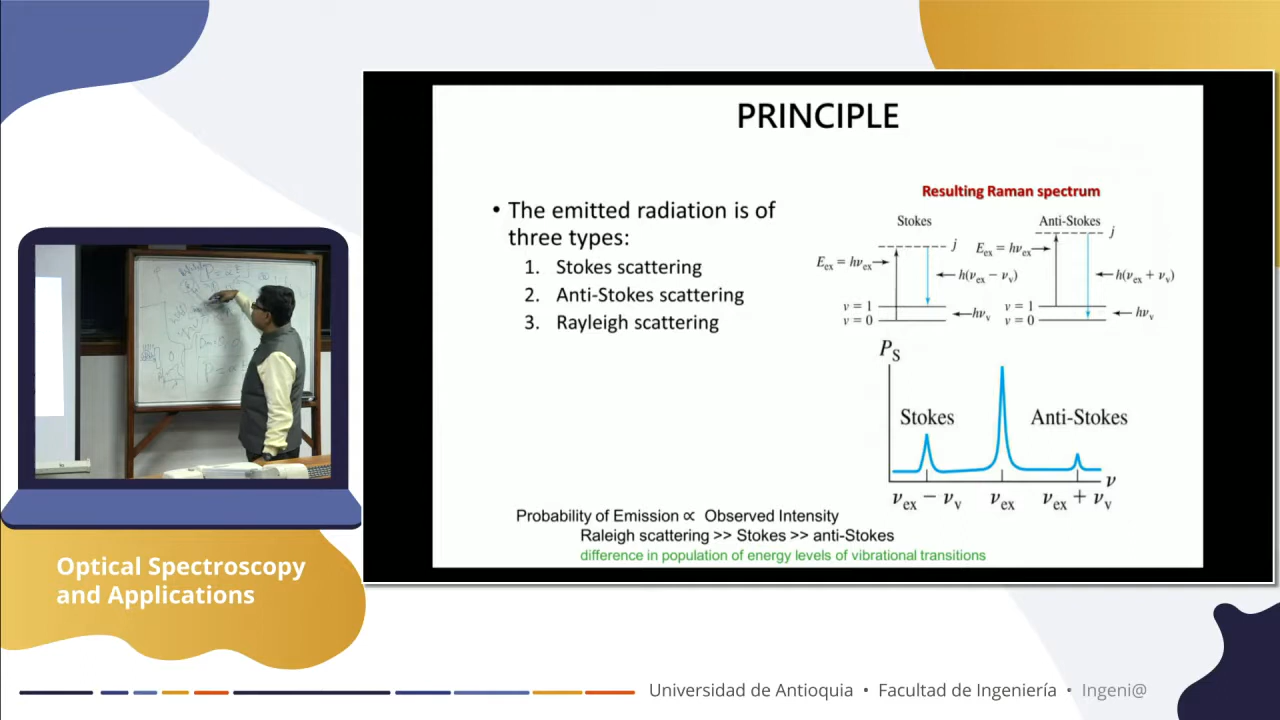 PRINCIPLE
• The emitted radiation is of
three types:
1. Stokes scattering
2. Anti-Stokes scattering
3. Rayleigh scattering
Resulting Raman spectrum
Stokes
Anti-Stokes
j
E_ex = hν_ex
h(ν_ex − ν_v)
v = 1
v = 0
hν_v
j
E_ex = hν_ex
h(ν_ex + ν_v)
v = 1
v = 0
hν_v
P_S
Stokes
Anti-Stokes
ν
ν_ex − ν_v
ν_ex
ν_ex + ν_v
Probability of Emission ∝ Observed Intensity
Raleigh scattering >> Stokes >> anti-Stokes
difference in population of energy levels of vibrational transitions
Optical Spectroscopy
and Applications
Universidad de Antioquia • Facultad de Ingeniería • Ingeni@